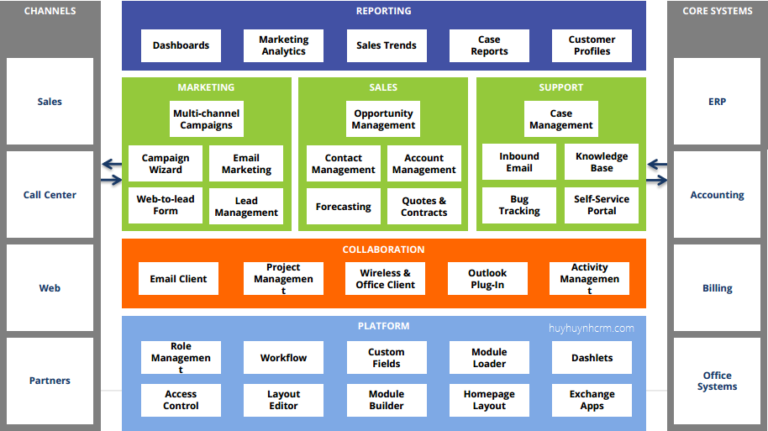 CHANNELS
Sales
Call Center
Web
Partners
REPORTING
Dashboards
Marketing
Analytics
Sales Trends
Case
Reports
Customer
Profiles
MARKETING
Multi-channel
Campaigns
Campaign
Wizard
Email
Marketing
Web-to-lead
Form
Lead
Management
SALES
Opportunity
Management
Contact
Management
Account
Management
Forecasting
Quotes &
Contracts
SUPPORT
Case
Management
Inbound
Email
Knowledge
Base
Bug
Tracking
Self-Service
Portal
COLLABORATION
Email Client
Project
Managemen
t
Wireless &
Office Client
Outlook
Plug-In
Activity
Managemen
t
PLATFORM
huyhuynhcrm.com
Role
Managemen
t
Workflow
Custom
Fields
Module
Loader
Dashlets
Access
Control
Layout
Editor
Module
Builder
Homepage
Layout
Exchange
Apps
CORE SYSTEMS
ERP
Accounting
Billing
Office
Systems